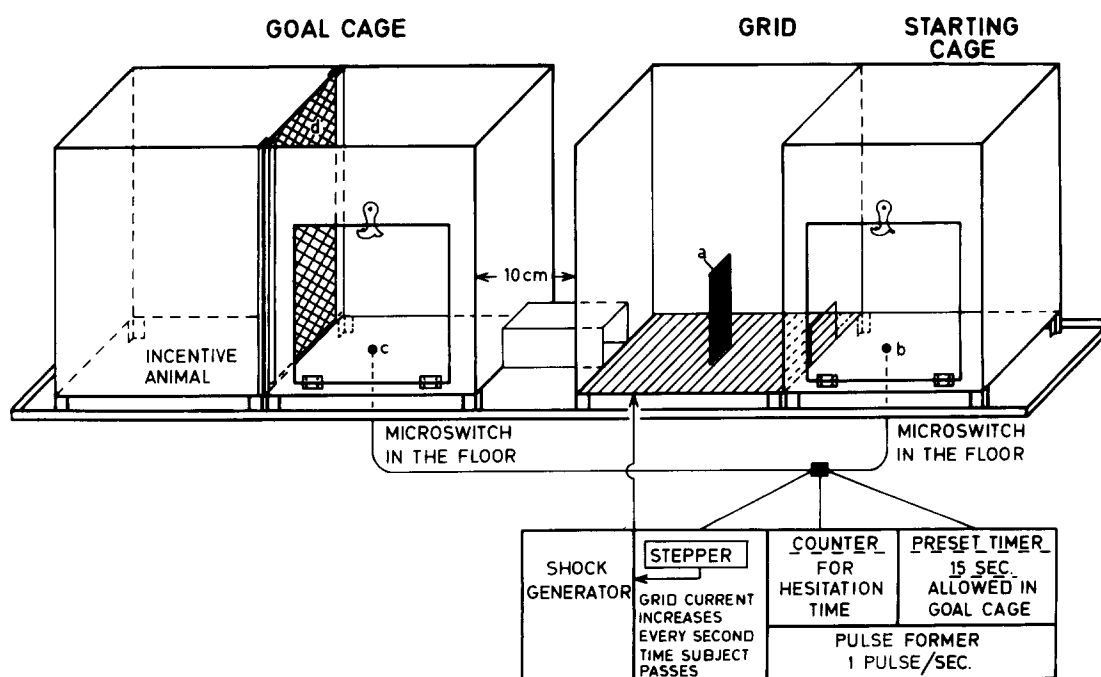 GOAL CAGE
GRID
STARTING
CAGE
d
a
10 cm
INCENTIVE
ANIMAL
c
b
MICROSWITCH
IN THE FLOOR
MICROSWITCH
IN THE FLOOR
SHOCK
GENERATOR
STEPPER
GRID CURRENT
INCREASES
EVERY SECOND
TIME SUBJECT
PASSES
COUNTER
FOR
HESITATION
TIME
PRESET TIMER
15 SEC.
ALLOWED IN
GOAL CAGE
PULSE FORMER
1 PULSE/SEC.